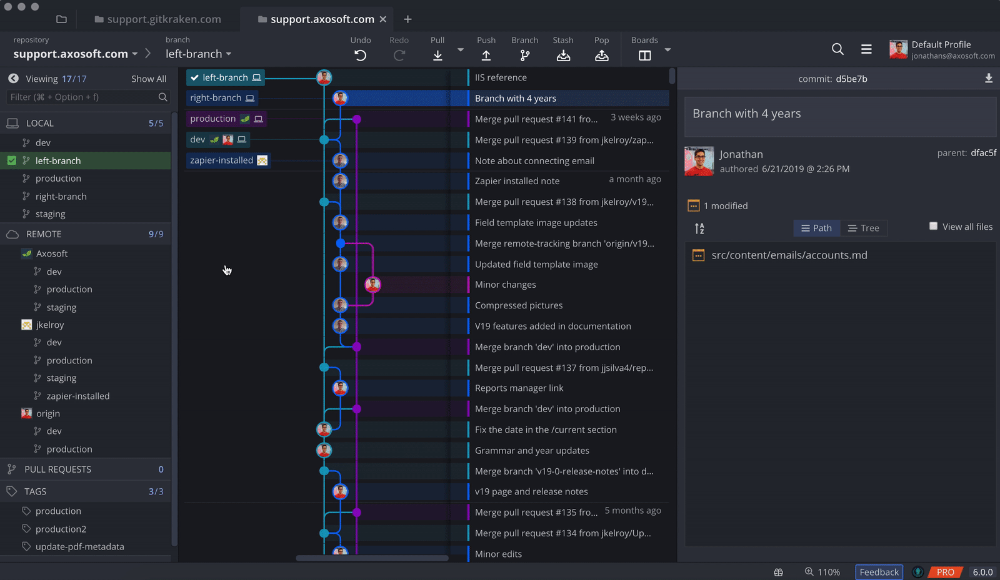 support.gitkraken.com
support.axosoft.com
repository
support.axosoft.com
branch
left-branch
Undo
Redo
Pull
Push
Branch
Stash
Pop
Boards
Default Profile
jonathans@axosoft.com
Viewing 17/17
Show All
Filter (⌘ + Option + f)
LOCAL 5/5
dev
left-branch
production
right-branch
staging
REMOTE 9/9
Axosoft
dev
production
staging
jkelroy
dev
production
staging
zapier-installed
origin
dev
production
PULL REQUESTS 0
TAGS 3/3
production
production2
update-pdf-metadata
left-branch IIS reference
right-branch Branch with 4 years
production Merge pull request #141 fro... 3 weeks ago
dev Merge pull request #139 from jkelroy/zap...
zapier-installed Note about connecting email
Zapier installed note a month ago
Merge pull request #138 from jkelroy/v19...
Field template image updates
Merge remote-tracking branch 'origin/v19...
Updated field template image
Minor changes
Compressed pictures
V19 features added in documentation
Merge branch 'dev' into production
Merge pull request #137 from jjsilva4/rep...
Reports manager link
Merge branch 'dev' into production
Fix the date in the /current section
Grammar and year updates
Merge branch 'v19-0-release-notes' into d...
v19 page and release notes
Merge pull request #135 fro... 5 months ago
Merge pull request #134 from jkelroy/Up...
Minor edits
commit: d5be7b
Branch with 4 years
Jonathan
authored 6/21/2019 @ 2:26 PM
parent: dfac5f
1 modified
Path
Tree
View all files
src/content/emails/accounts.md
110%
Feedback
PRO
6.0.0